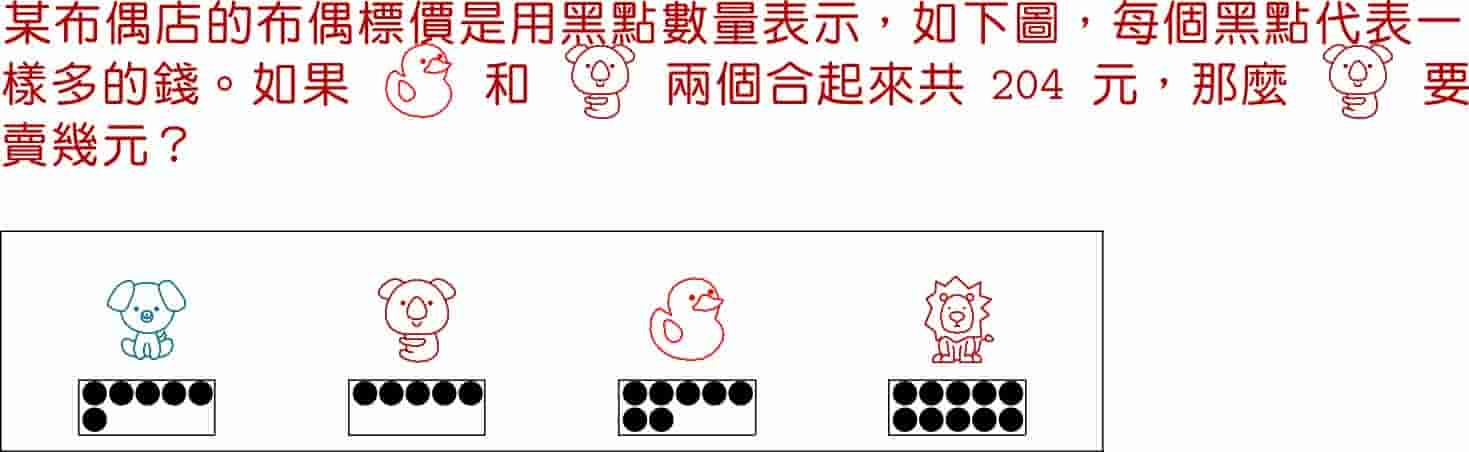 某布偶店的布偶標價是用黑點數量表示，如下圖，每個黑點代表一
樣多的錢。如果 和 兩個合起來共 204 元，那麼 要
賣幾元？